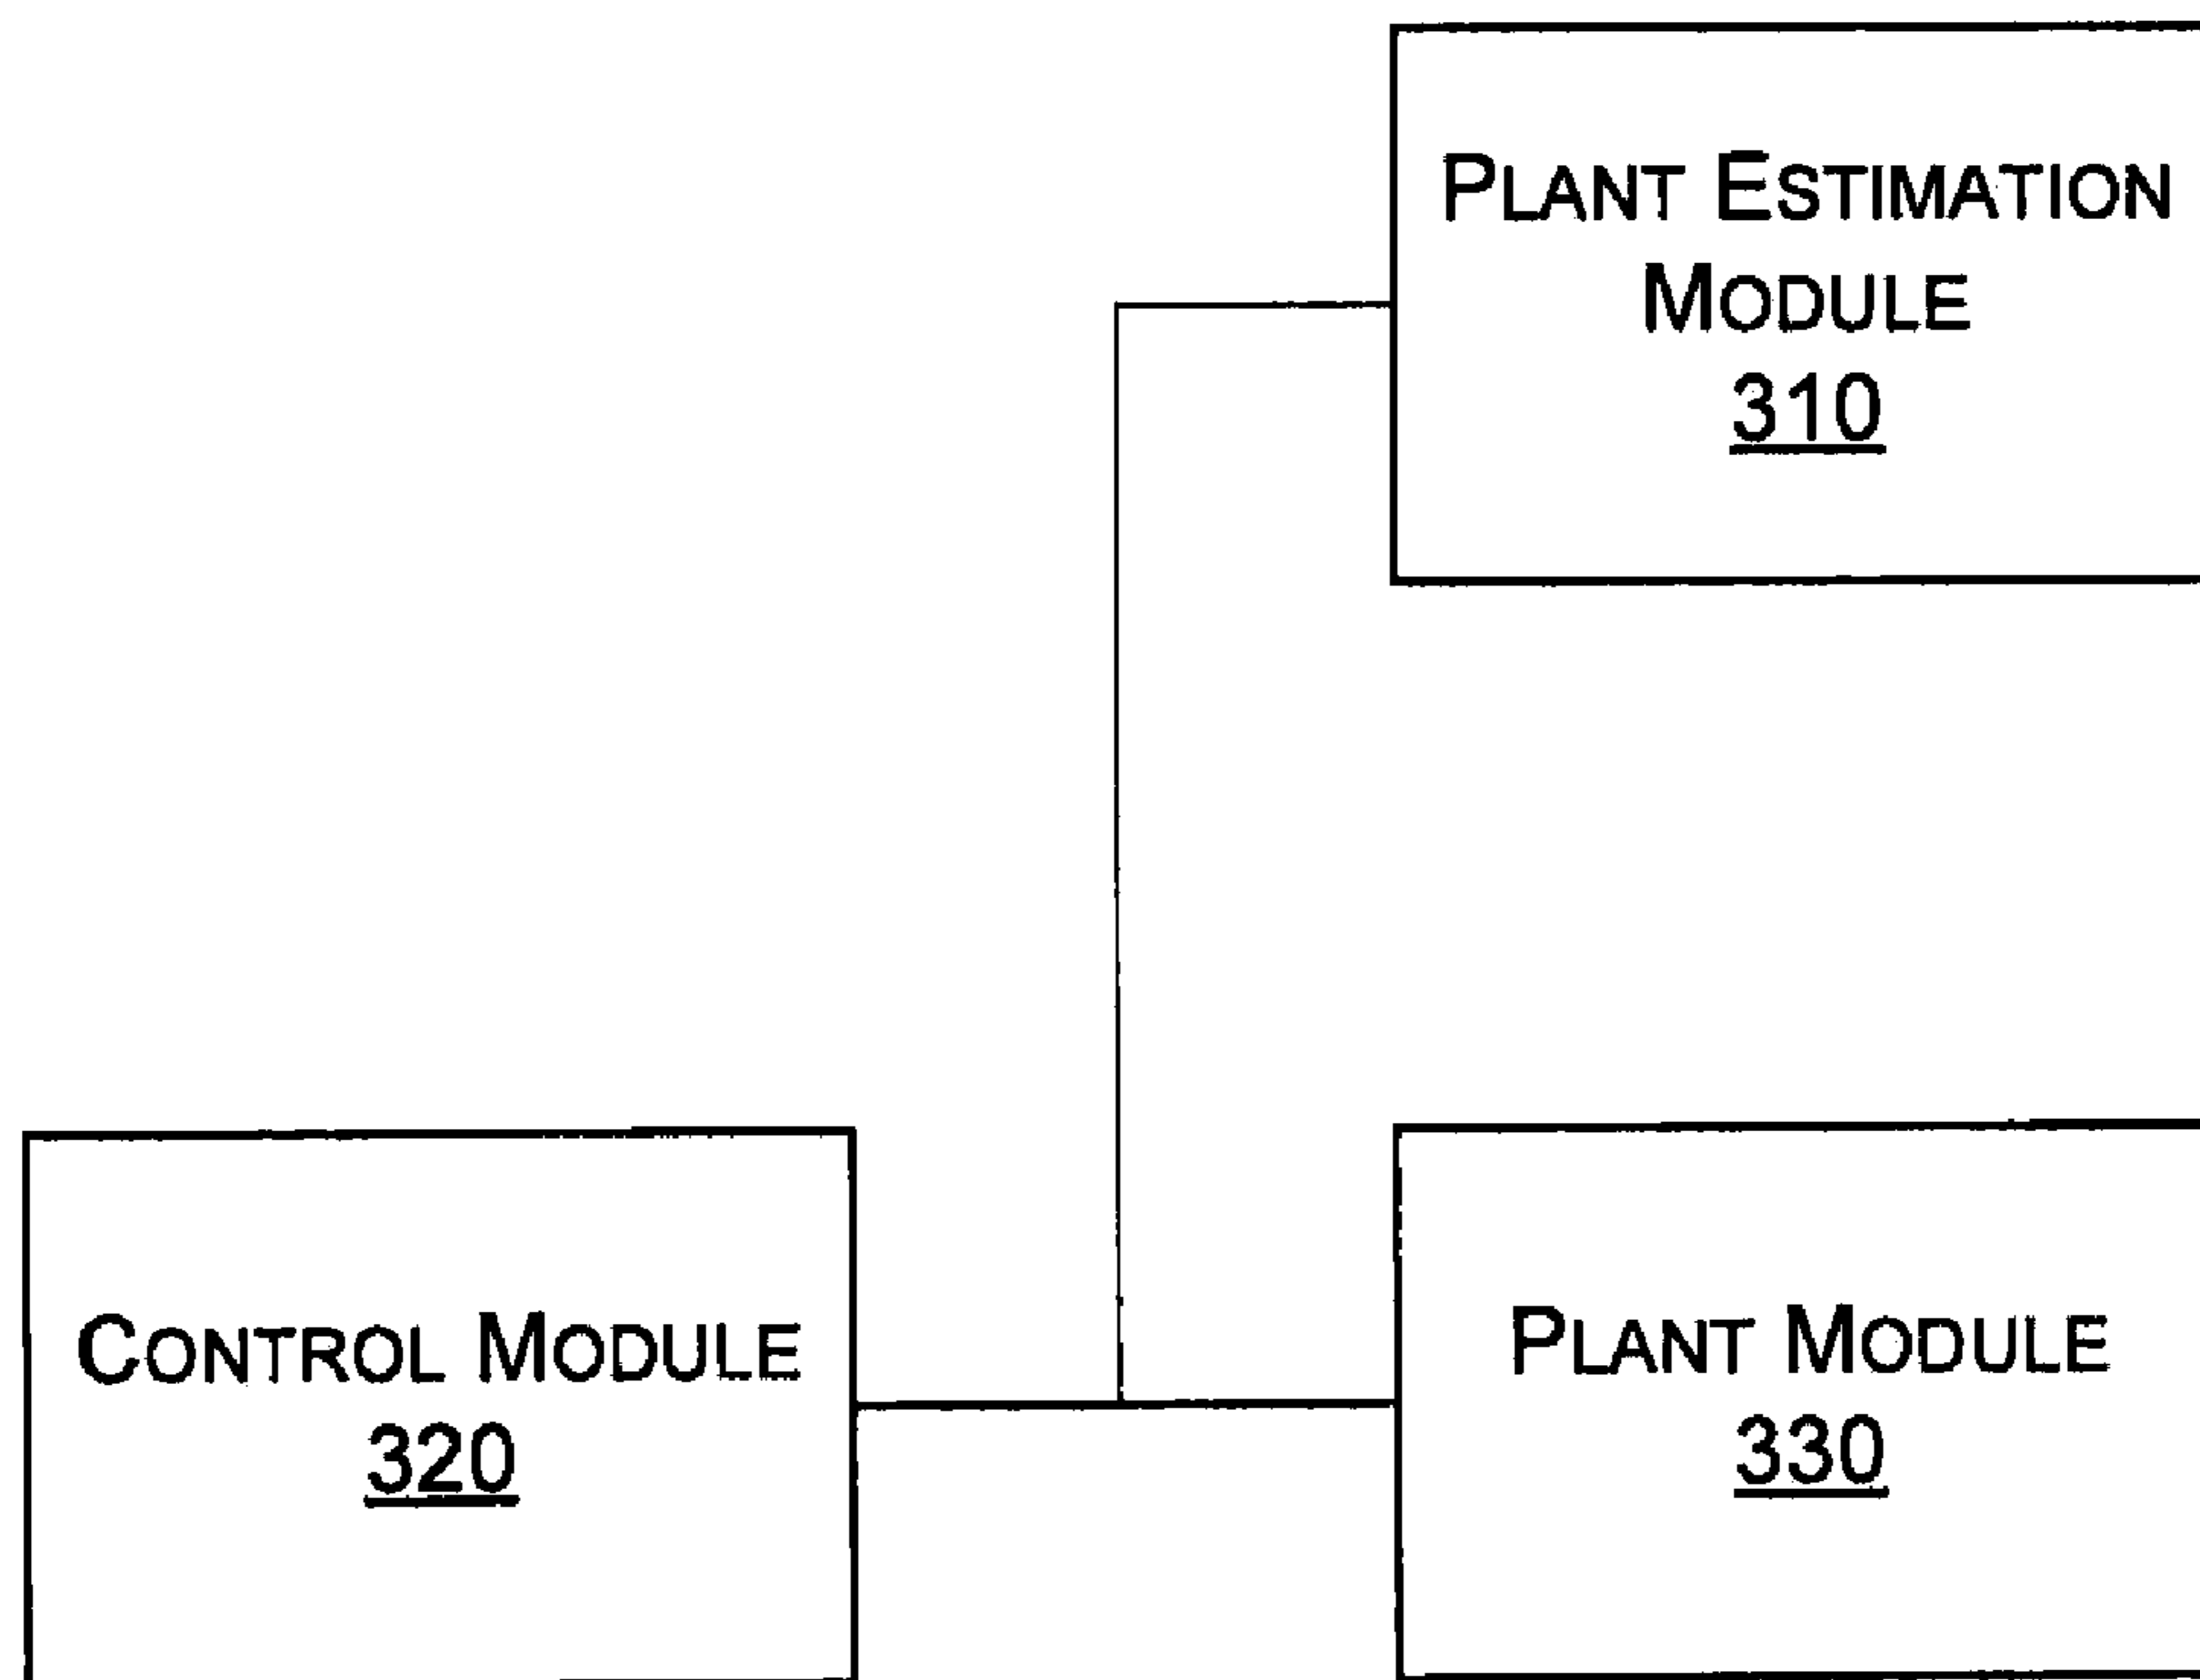 PLANT ESTIMATION
MODULE
310
CONTROL MODULE
320
PLANT MODULE
330